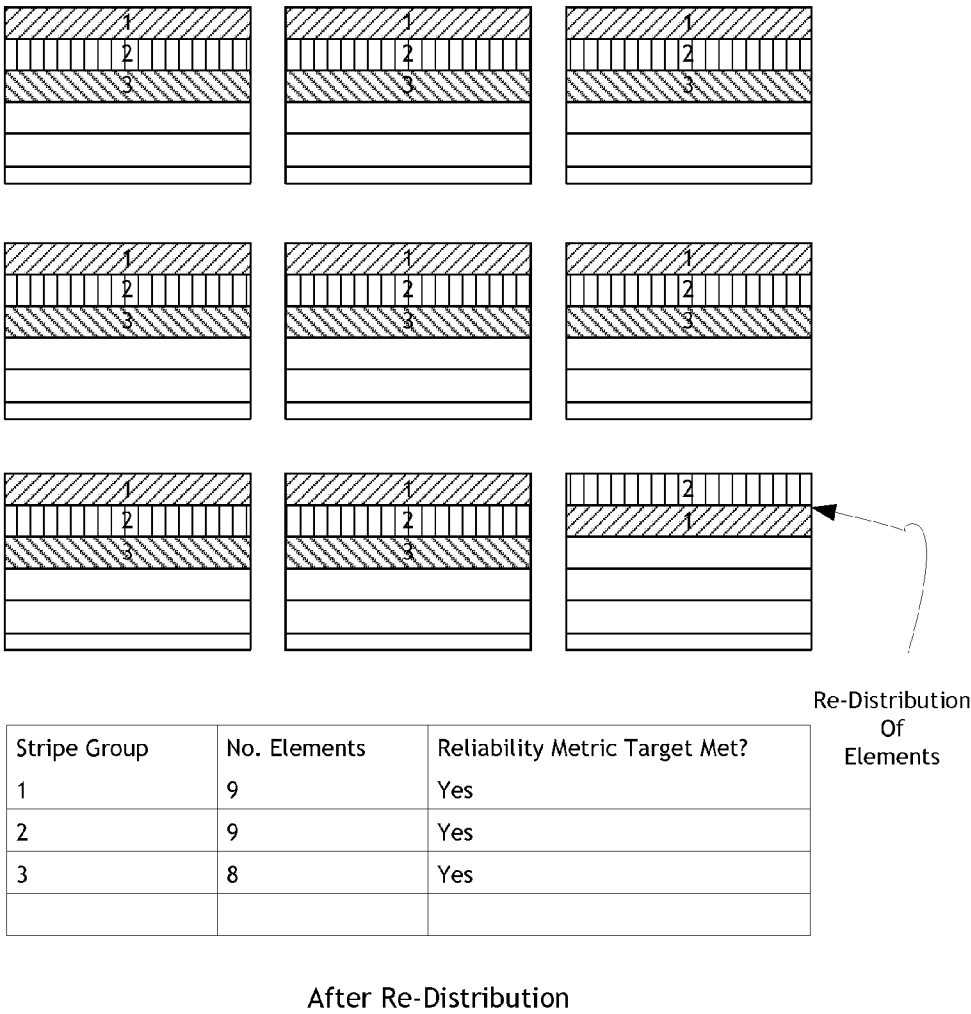 1 1 1
2 2 2
3 3 3
1 1 1
2 2 2
3 3 3
1 1 2
2 2 1
3 3
Re-Distribution
Of
Elements
Stripe Group No. Elements Reliability Metric Target Met?
1 9 Yes
2 9 Yes
3 8 Yes
After Re-Distribution